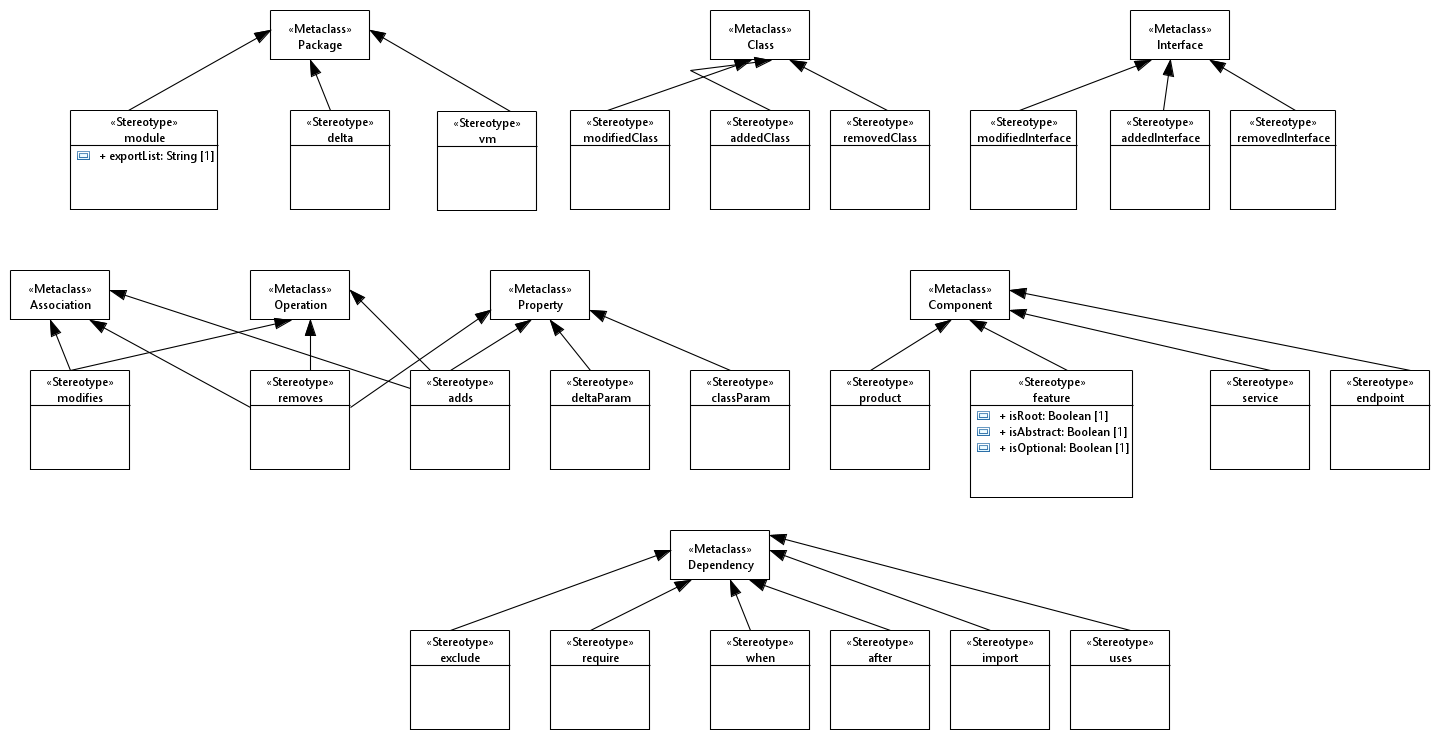 «Metaclass»
Package
«Metaclass»
Class
«Metaclass»
Interface
«Stereotype»
module
+ exportList: String [1]
«Stereotype»
delta
«Stereotype»
vm
«Stereotype»
modifiedClass
«Stereotype»
addedClass
«Stereotype»
removedClass
«Stereotype»
modifiedInterface
«Stereotype»
addedInterface
«Stereotype»
removedInterface
«Metaclass»
Association
«Metaclass»
Operation
«Metaclass»
Property
«Metaclass»
Component
«Stereotype»
modifies
«Stereotype»
removes
«Stereotype»
adds
«Stereotype»
deltaParam
«Stereotype»
classParam
«Stereotype»
product
«Stereotype»
feature
+ isRoot: Boolean [1]
+ isAbstract: Boolean [1]
+ isOptional: Boolean [1]
«Stereotype»
service
«Stereotype»
endpoint
«Metaclass»
Dependency
«Stereotype»
exclude
«Stereotype»
require
«Stereotype»
when
«Stereotype»
after
«Stereotype»
import
«Stereotype»
uses